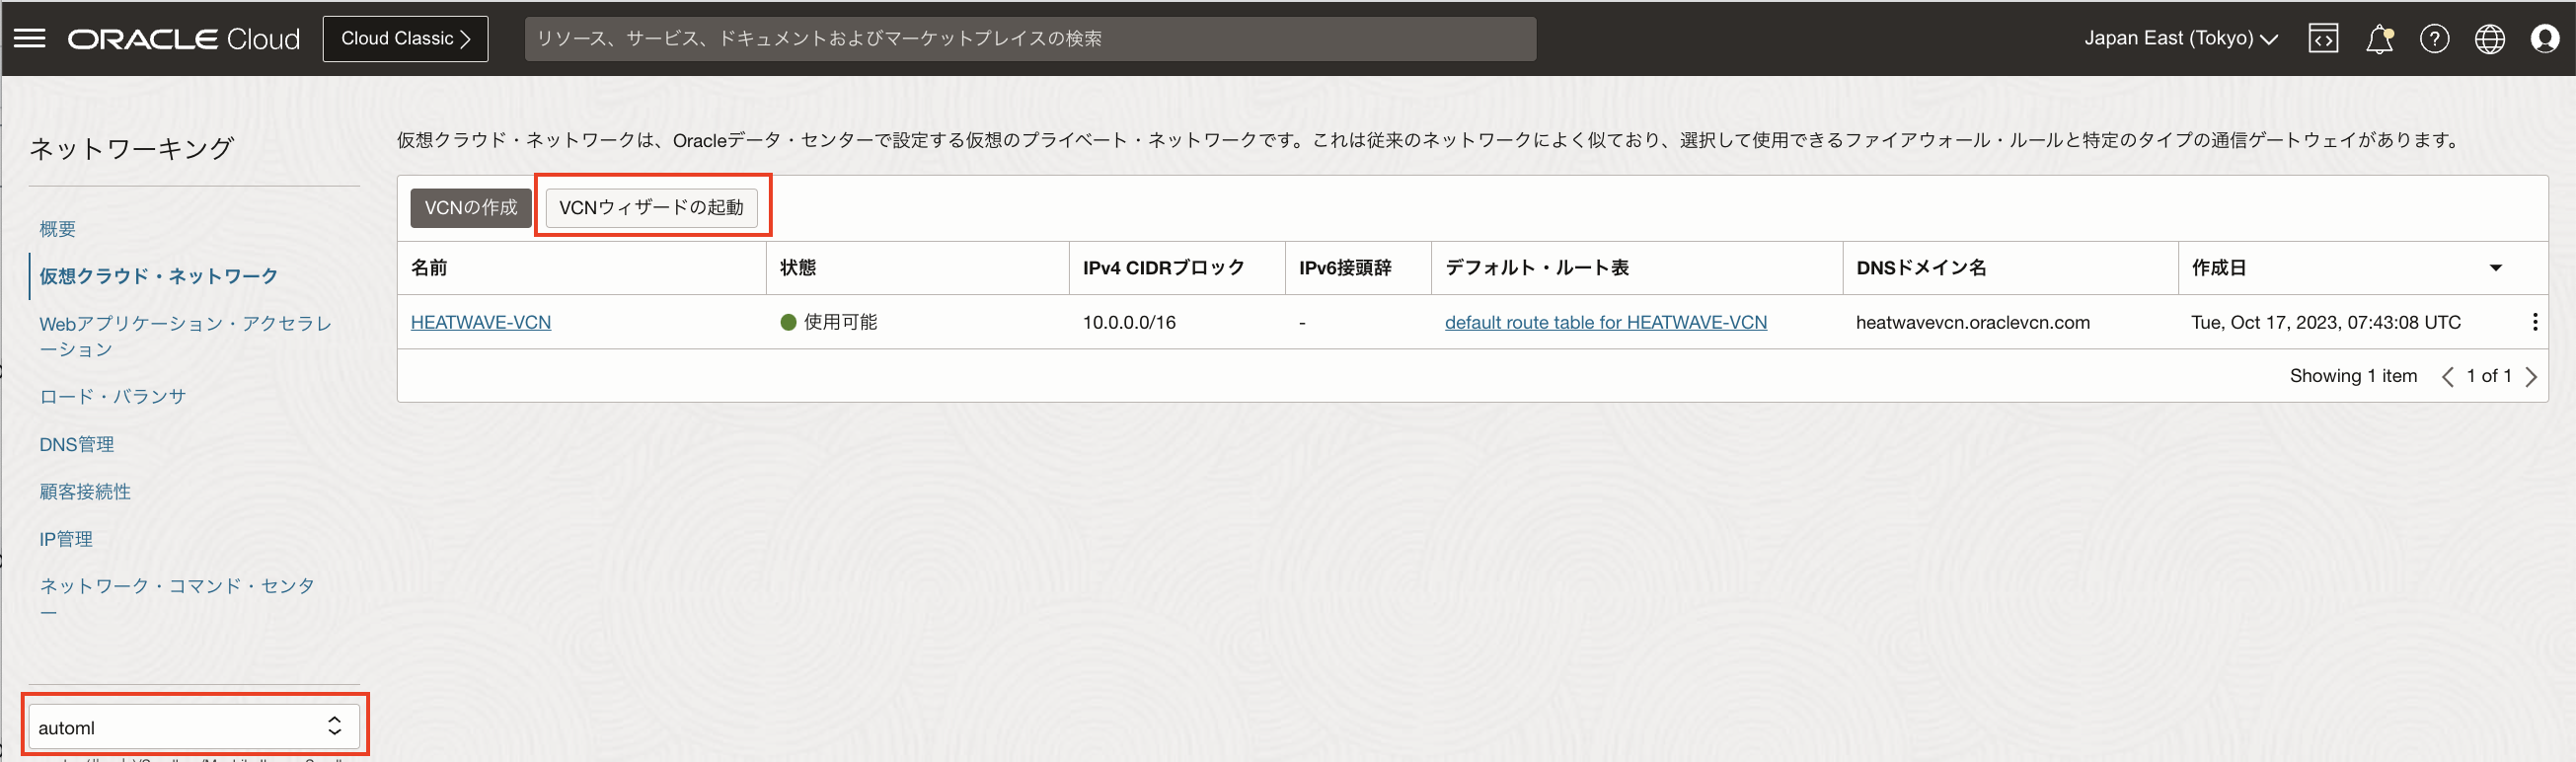 ORACLE Cloud
Cloud Classic
リソース、サービス、ドキュメントおよびマーケットプレイスの検索
Japan East (Tokyo)
ネットワーキング
概要
仮想クラウド・ネットワーク
Webアプリケーション・アクセラレ
ーション
ロード・バランサ
DNS管理
顧客接続性
IP管理
ネットワーク・コマンド・センタ
ー
automl
仮想クラウド・ネットワークは、Oracleデータ・センターで設定する仮想のプライベート・ネットワークです。これは従来のネットワークによく似ており、選択して使用できるファイアウォール・ルールと特定のタイプの通信ゲートウェイがあります。
VCNの作成 VCNウィザードの起動
名前 状態 IPv4 CIDRブロック IPv6接頭辞 デフォルト・ルート表 DNSドメイン名 作成日
HEATWAVE-VCN 使用可能 10.0.0.0/16 - default route table for HEATWAVE-VCN heatwavevcn.oraclevcn.com Tue, Oct 17, 2023, 07:43:08 UTC
Showing 1 item 1 of 1